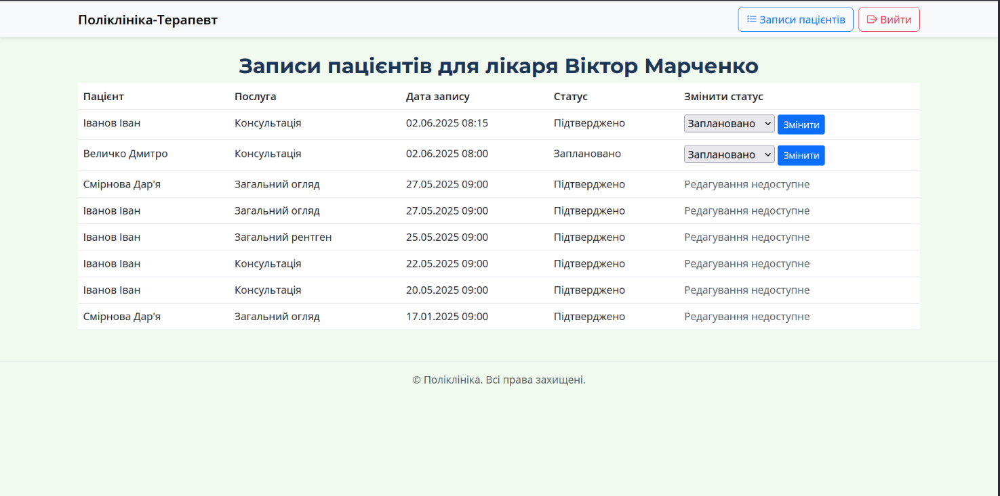 Поліклініка-Терапевт Записи пацієнтів Вийти
Записи пацієнтів для лікаря Віктор Марченко
Пацієнт Послуга Дата запису Статус Змінити статус
Іванов Іван Консультація 02.06.2025 08:15 Підтверджено Заплановано Змінити
Величко Дмитро Консультація 02.06.2025 08:00 Заплановано Заплановано Змінити
Смірнова Дар'я Загальний огляд 27.05.2025 09:00 Підтверджено Редагування недоступне
Іванов Іван Загальний огляд 27.05.2025 09:00 Підтверджено Редагування недоступне
Іванов Іван Загальний рентген 25.05.2025 09:00 Підтверджено Редагування недоступне
Іванов Іван Консультація 22.05.2025 09:00 Підтверджено Редагування недоступне
Іванов Іван Консультація 20.05.2025 09:00 Підтверджено Редагування недоступне
Смірнова Дар'я Загальний огляд 17.01.2025 09:00 Підтверджено Редагування недоступне
© Поліклініка. Всі права захищені.